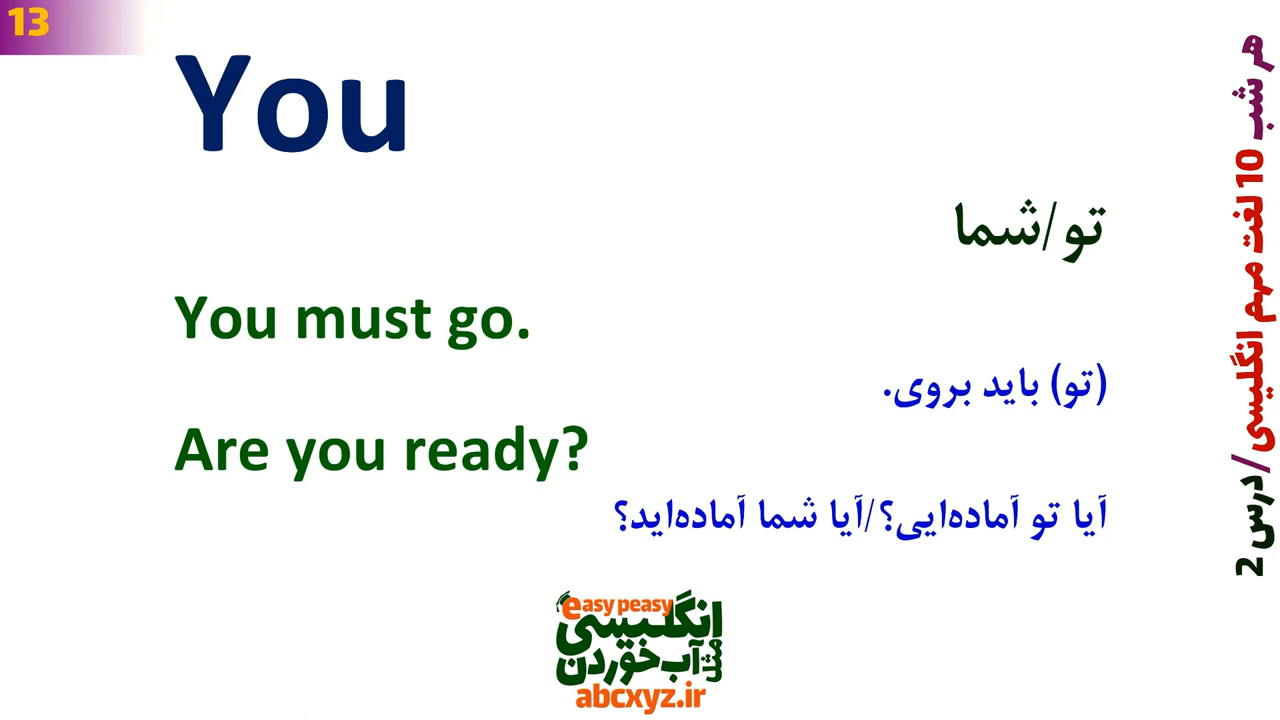 13
You
تو/شما
You must go.
(تو) باید بروی.
Are you ready?
آیا تو آماده‌ایی؟/آیا شما آماده‌اید؟
هر شب 10 لغت مهم انگلیسی/درس 2
easy peasy
انگلیسی
مثل آب خوردن
abcxyz.ir